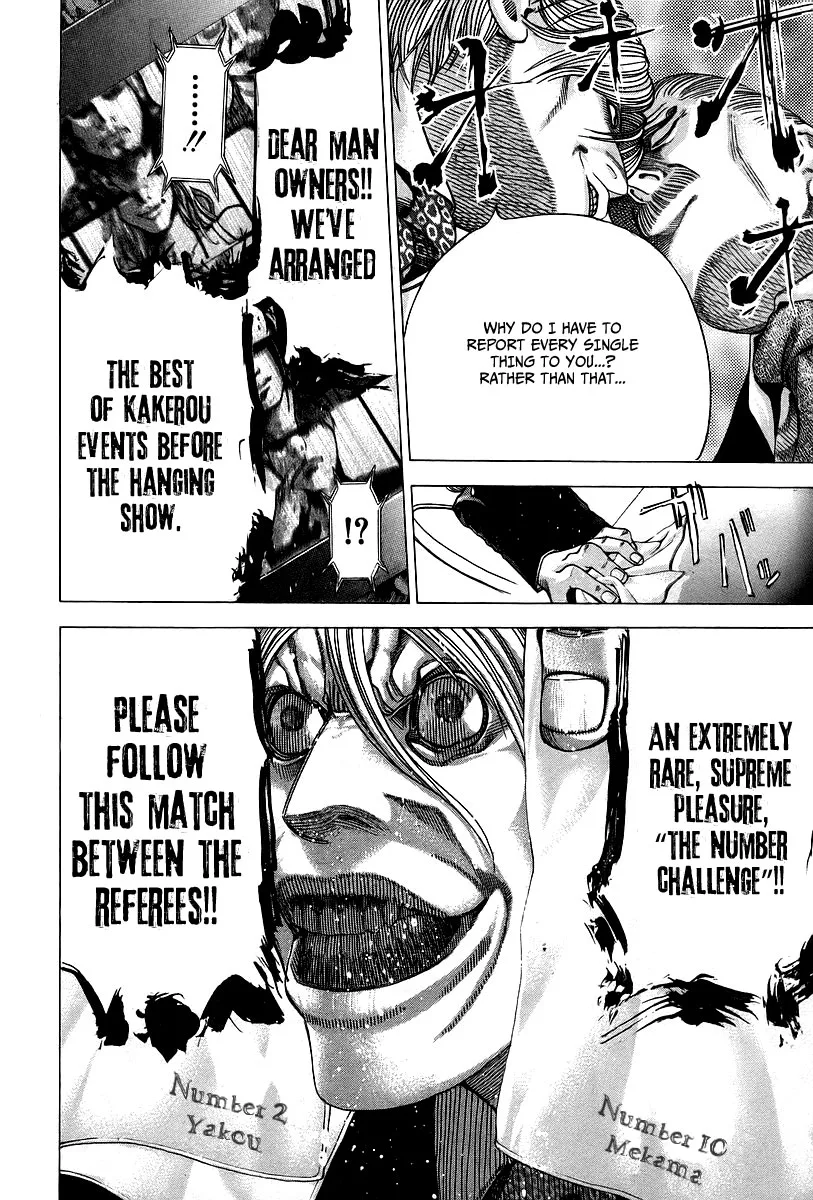 WHY DO I HAVE TO
REPORT EVERY SINGLE
THING TO YOU...?
RATHER THAN THAT...
......!!
DEAR MAN
OWNERS!!
WE'VE
ARRANGED
THE BEST
OF KAKEROU
EVENTS BEFORE
THE HANGING
SHOW.
!?
AN EXTREMELY
RARE, SUPREME
PLEASURE,
"THE NUMBER
CHALLENGE"!!
PLEASE
FOLLOW
THIS MATCH
BETWEEN THE
REFEREES!!
Number 10
Mekama
Number 2
Yakou